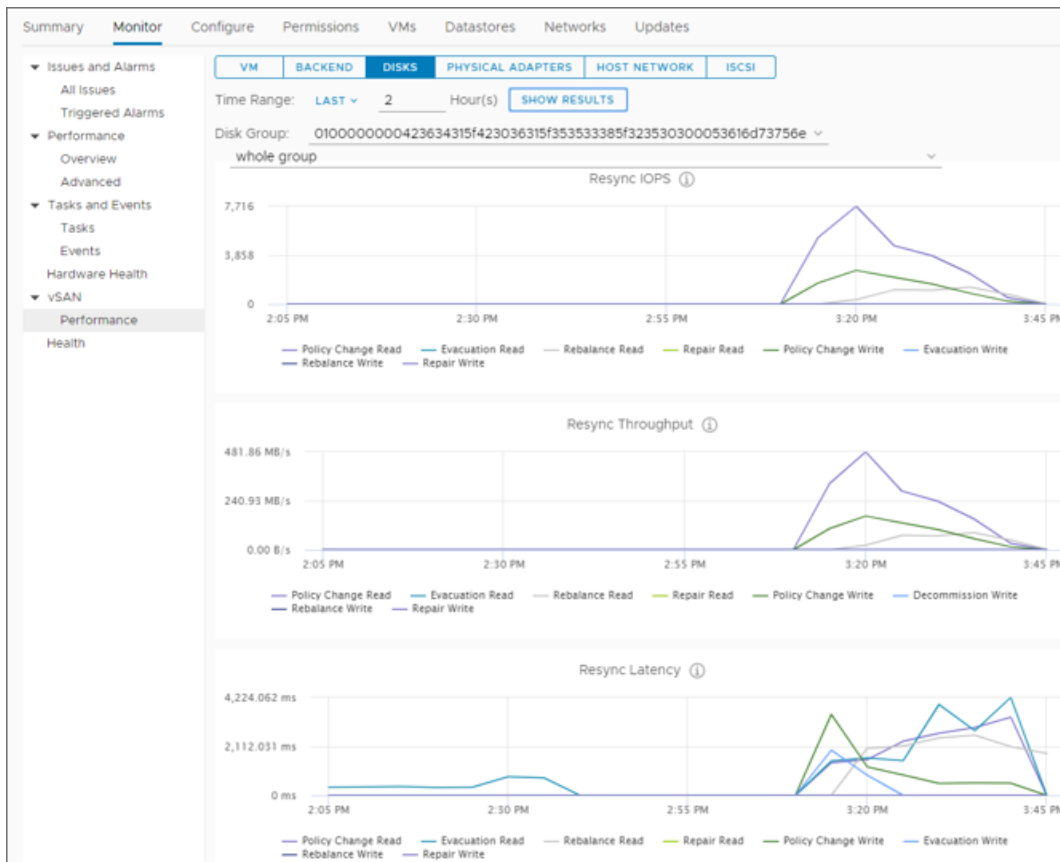 Summary Monitor Configure Permissions VMs Datastores Networks Updates
Issues and Alarms
All Issues
Triggered Alarms
Performance
Overview
Advanced
Tasks and Events
Tasks
Events
Hardware Health
vSAN
Performance
Health
VM BACKEND DISKS PHYSICAL ADAPTERS HOST NETWORK ISCSI
Time Range: LAST 2 Hour(s) SHOW RESULTS
Disk Group: 0100000000423634315f423036315f353533385f323530300053616d73756e
whole group
Resync IOPS
7,716
3,858
0
2:05 PM 2:30 PM 2:55 PM 3:20 PM 3:45 PM
Policy Change Read Evacuation Read Rebalance Read Repair Read Policy Change Write Evacuation Write
Rebalance Write Repair Write
Resync Throughput
481.86 MB/s
240.93 MB/s
0.00 B/s
2:05 PM 2:30 PM 2:55 PM 3:20 PM 3:45 PM
Policy Change Read Evacuation Read Rebalance Read Repair Read Policy Change Write Decommission Write
Rebalance Write Repair Write
Resync Latency
4,224.062 ms
2,112.031 ms
0 ms
2:05 PM 2:30 PM 2:55 PM 3:20 PM 3:45 PM
Policy Change Read Evacuation Read Rebalance Read Repair Read Policy Change Write Evacuation Write
Rebalance Write Repair Write